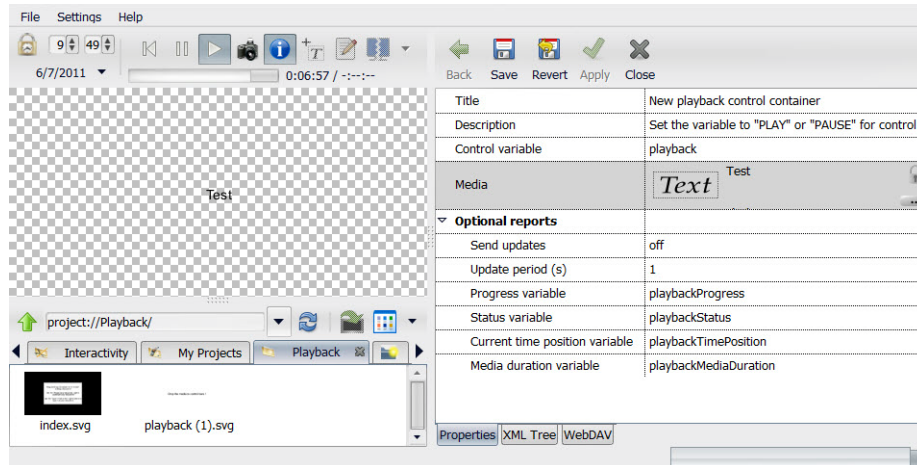 File Settings Help
9 49
6/7/2011
0:06:57 / -:--:--
Test
project://Playback/
Interactivity My Projects Playback
index.svg playback (1).svg
Back Save Revert Apply Close
Title New playback control container
Description Set the variable to "PLAY" or "PAUSE" for control
Control variable playback
Media Text Test
Optional reports
Send updates off
Update period (s) 1
Progress variable playbackProgress
Status variable playbackStatus
Current time position variable playbackTimePosition
Media duration variable playbackMediaDuration
Properties XML Tree WebDAV